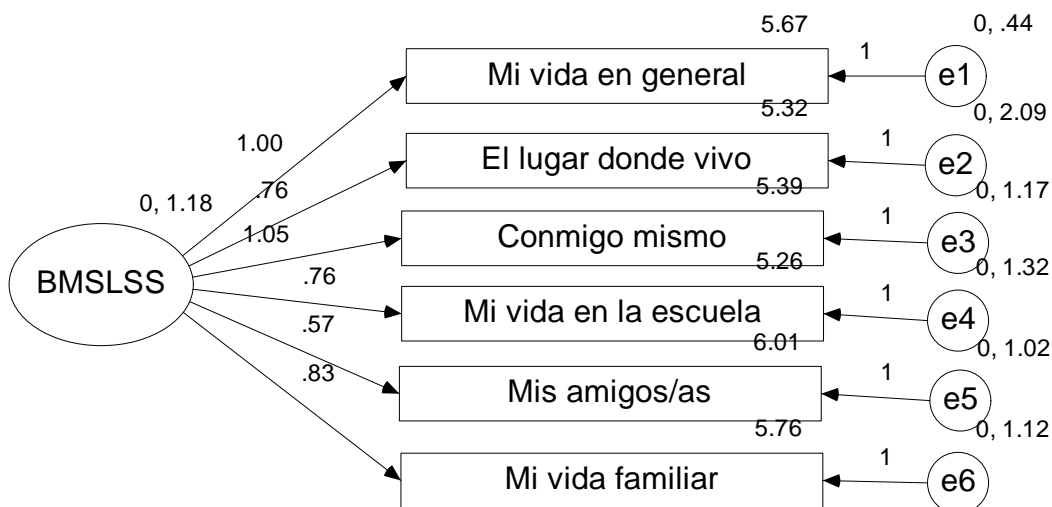 5.67
0, .44
Mi vida en general
1
e1
5.32
0, 2.09
1.00
El lugar donde vivo
1
e2
.76
5.39
0, 1.17
0, 1.18
1.05
Conmigo mismo
1
e3
5.26
0, 1.32
BMSLSS
.76
Mi vida en la escuela
1
e4
.57
6.01
0, 1.02
.83
Mis amigos/as
1
e5
5.76
0, 1.12
Mi vida familiar
1
e6